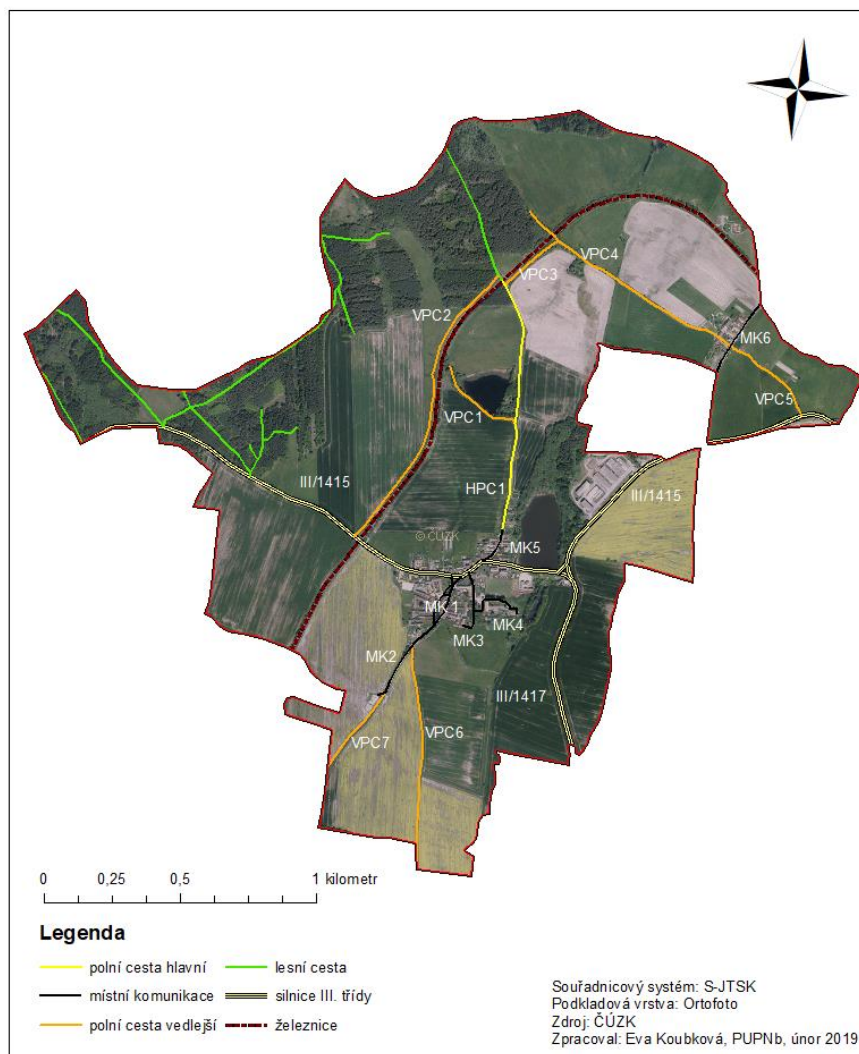 VPC4
VPC3
VPC2
MK6
VPC1
VPC5
III/1415
HPC1
III/1415
© ČÚZK
MK5
MK1
MK4
MK3
MK2
III/1417
VPC6
VPC7
0 0,25 0,5 1 kilometr
Legenda
polní cesta hlavní lesní cesta
místní komunikace silnice III. třídy
polní cesta vedlejší železnice
Souřadnicový systém: S-JTSK
Podkladová vrstva: Ortofoto
Zdroj: ČÚZK
Zpracoval: Eva Koubková, PUPNb, únor 2019